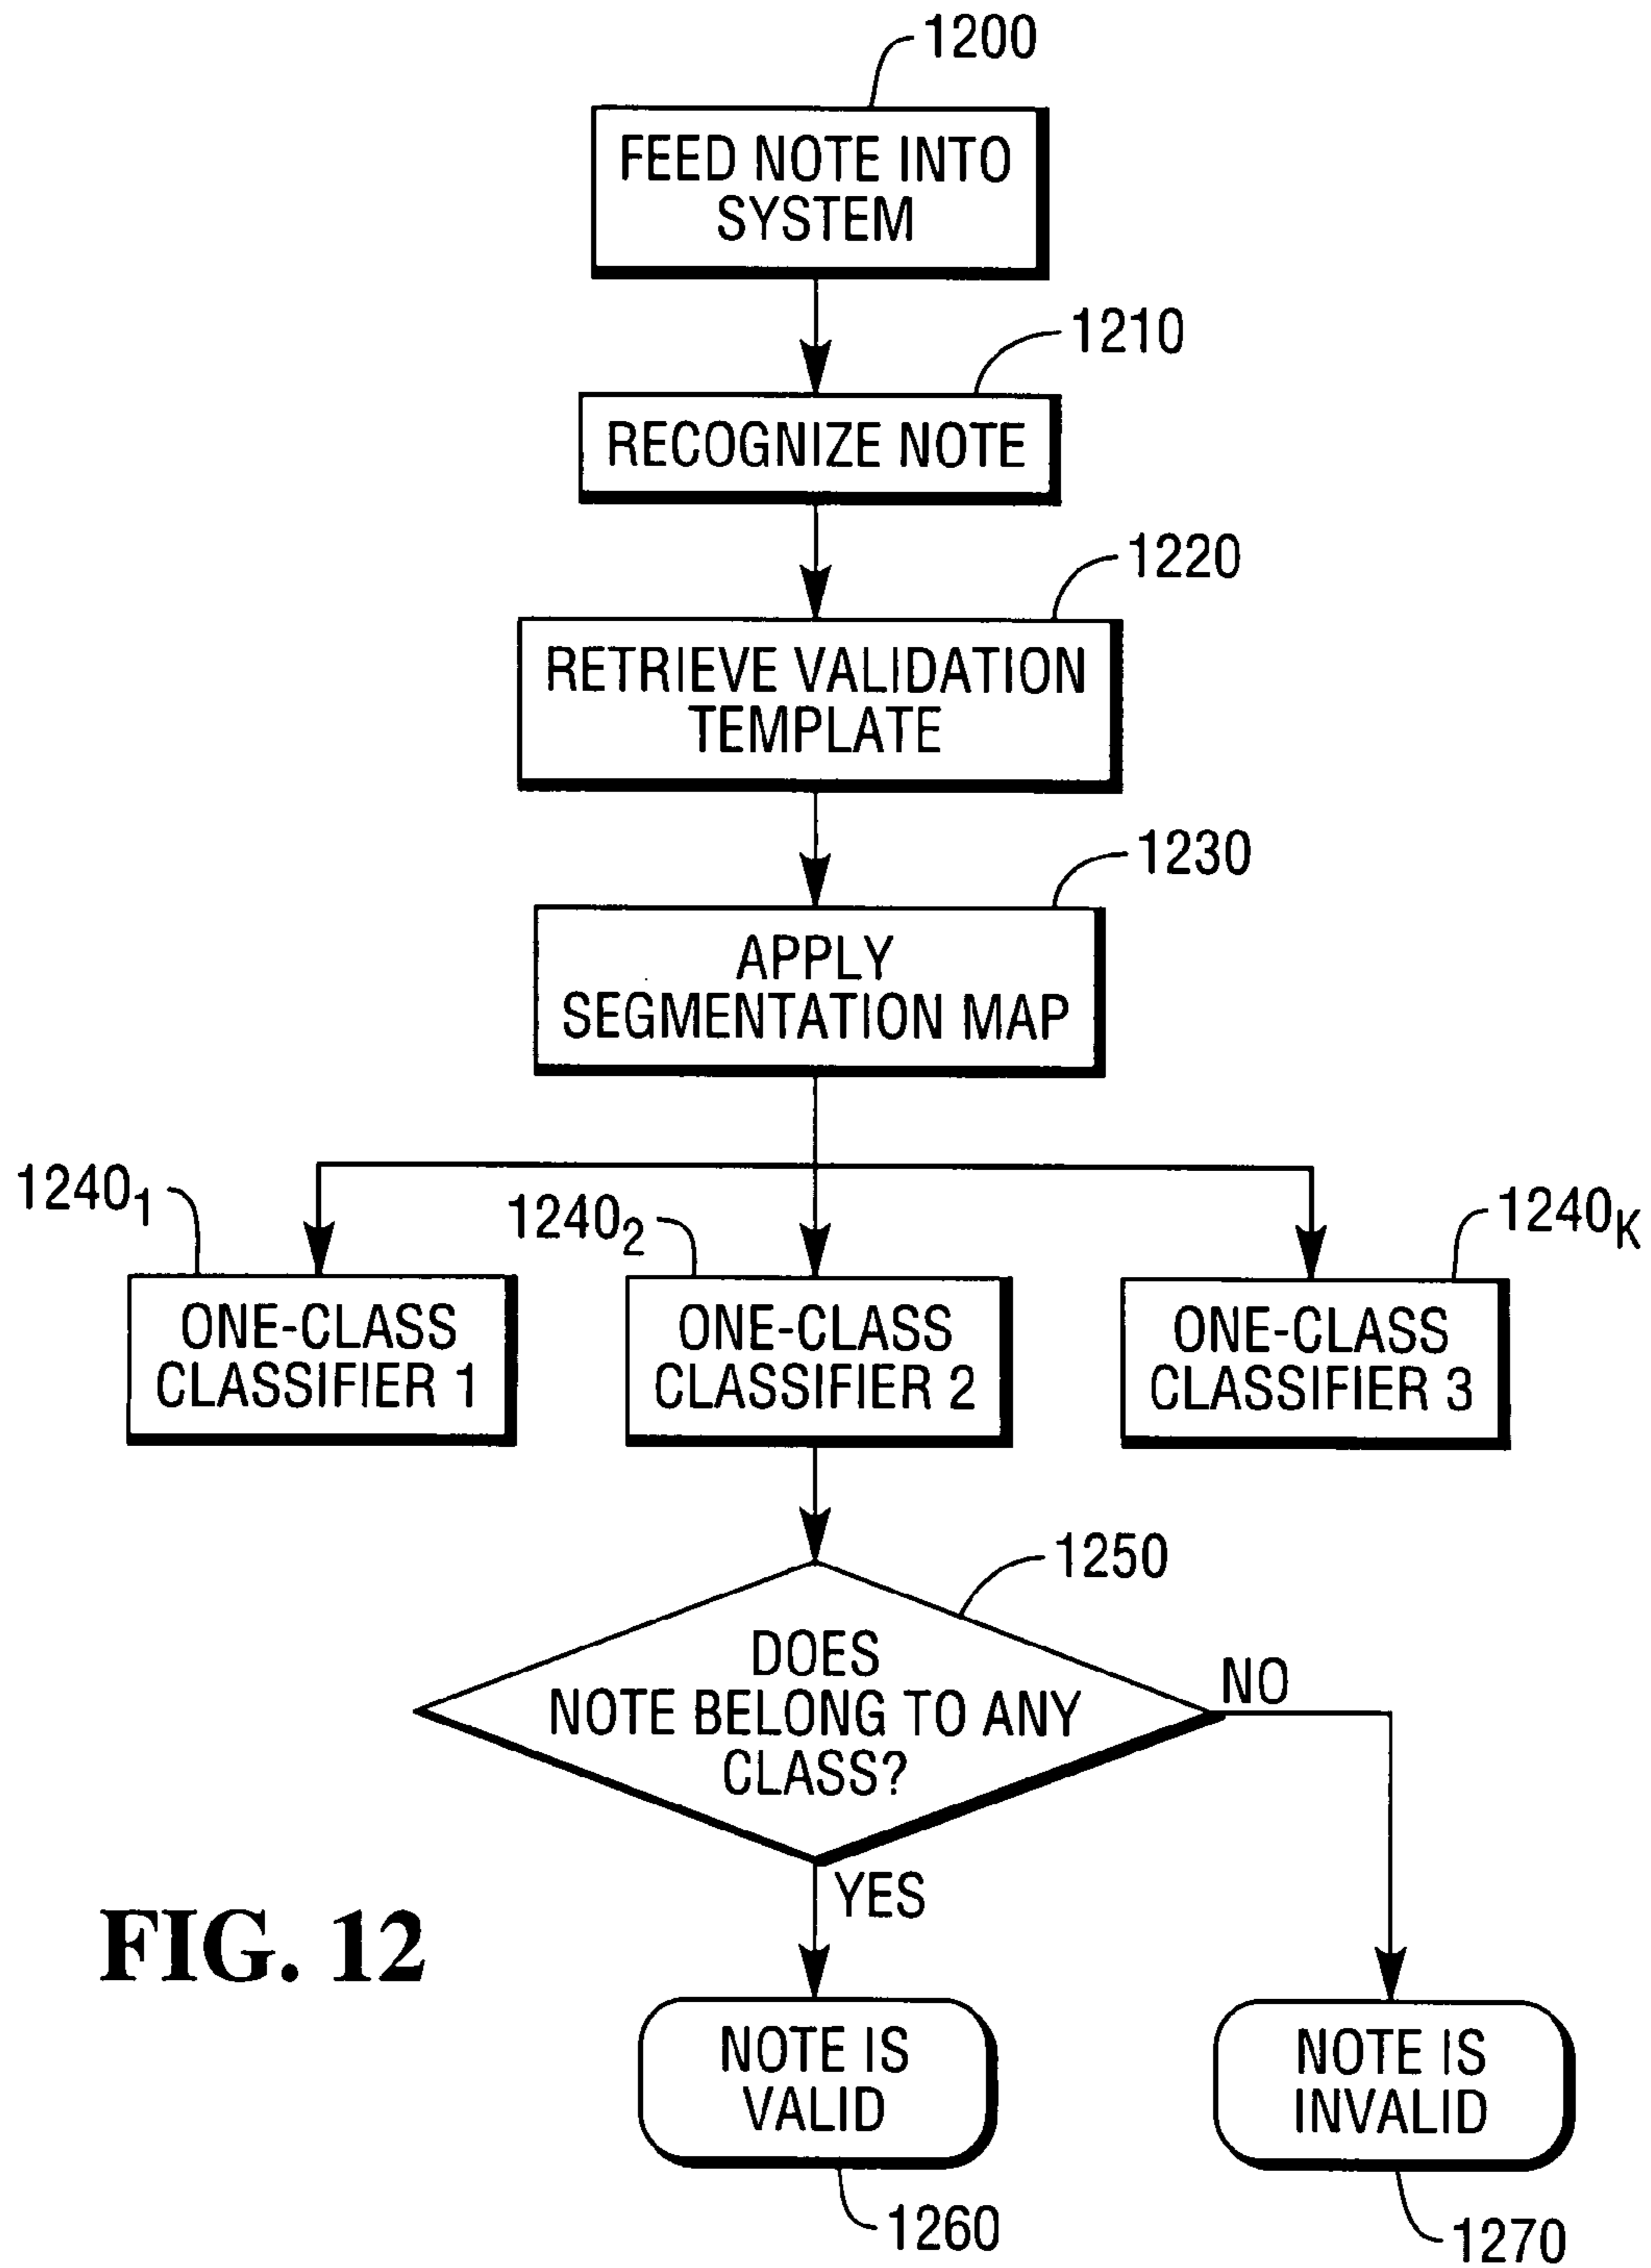 1200
FEED NOTE INTO
SYSTEM
1210
RECOGNIZE NOTE
1220
RETRIEVE VALIDATION
TEMPLATE
1230
APPLY
SEGMENTATION MAP
1240₁
1240₂
1240K
ONE-CLASS
CLASSIFIER 1
ONE-CLASS
CLASSIFIER 2
ONE-CLASS
CLASSIFIER 3
1250
DOES
NOTE BELONG TO ANY
CLASS?
NO
YES
FIG. 12
NOTE IS
VALID
NOTE IS
INVALID
1260
1270